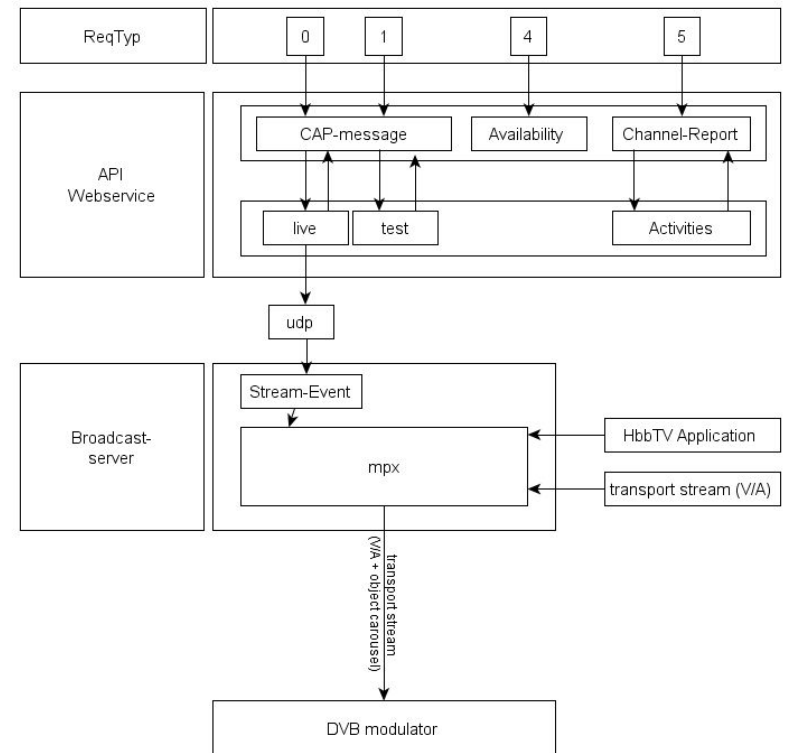 ReqTyp
0
1
4
5
API
Webservice
CAP-message
Availability
Channel-Report
live
test
Activities
udp
Broadcast-
server
Stream-Event
mpx
HbbTV Application
transport stream (V/A)
transport stream
(V/A + object carousel)
DVB modulator